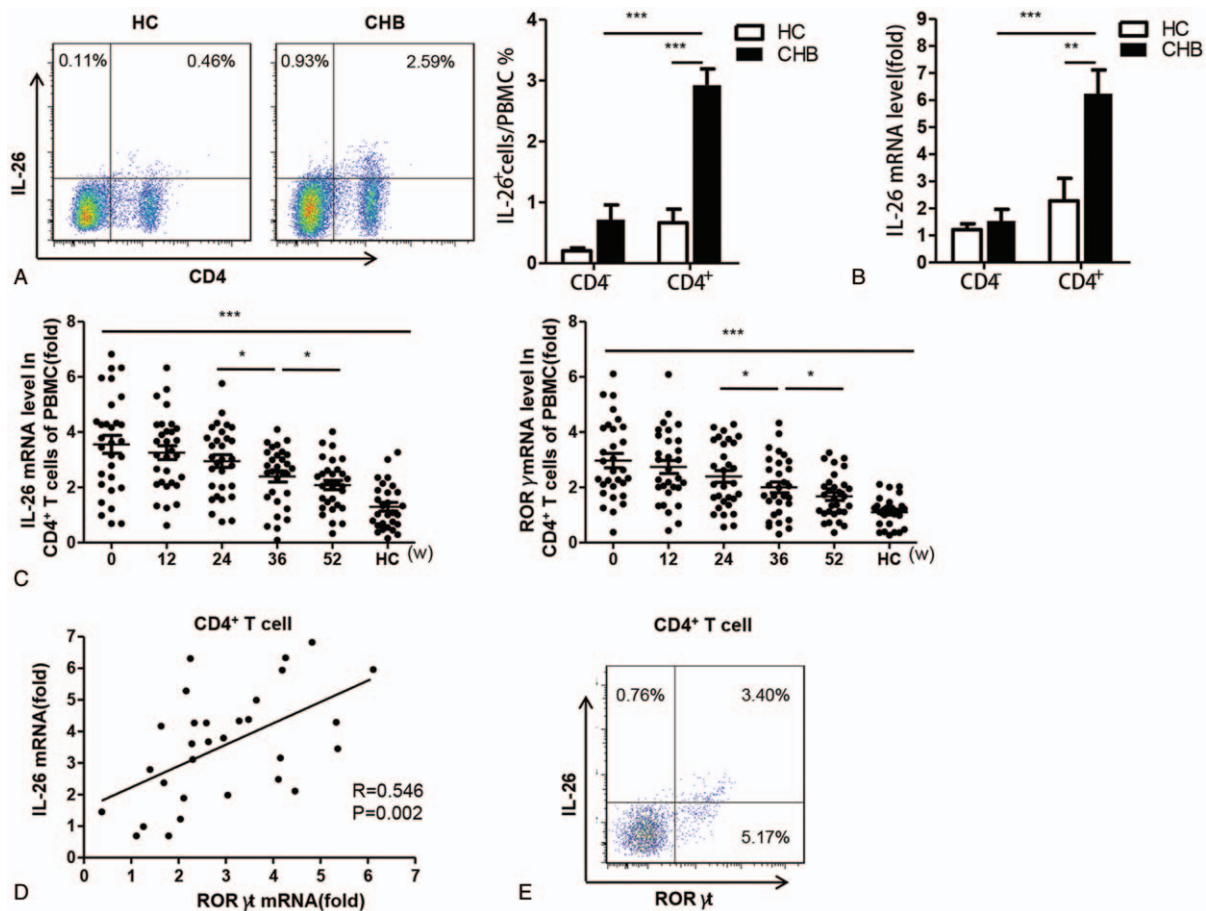 HC
CHB
0.11%
0.46%
0.93%
2.59%
IL-26
CD4
A
IL-26⁺cells/PBMC %
4
3
2
1
0
***
***
HC
CHB
CD4⁻
CD4⁺
B
IL-26 mRNA level(fold)
9
8
7
6
5
4
3
2
1
0
***
**
HC
CHB
CD4⁻
CD4⁺
C
IL-26 mRNA level In
CD4⁺ T cells of PBMC(fold)
8
6
4
2
0
***
*
*
0 12 24 36 52 HC (w)
ROR γmRNA level In
CD4⁺ T cells of PBMC(fold)
8
6
4
2
0
***
*
*
0 12 24 36 52 HC (w)
D
CD4⁺ T cell
IL-26 mRNA(fold)
7
6
5
4
3
2
1
0
R=0.546
P=0.002
0 1 2 3 4 5 6 7
ROR γt mRNA(fold)
E
CD4⁺ T cell
0.76%
3.40%
5.17%
IL-26
ROR γt